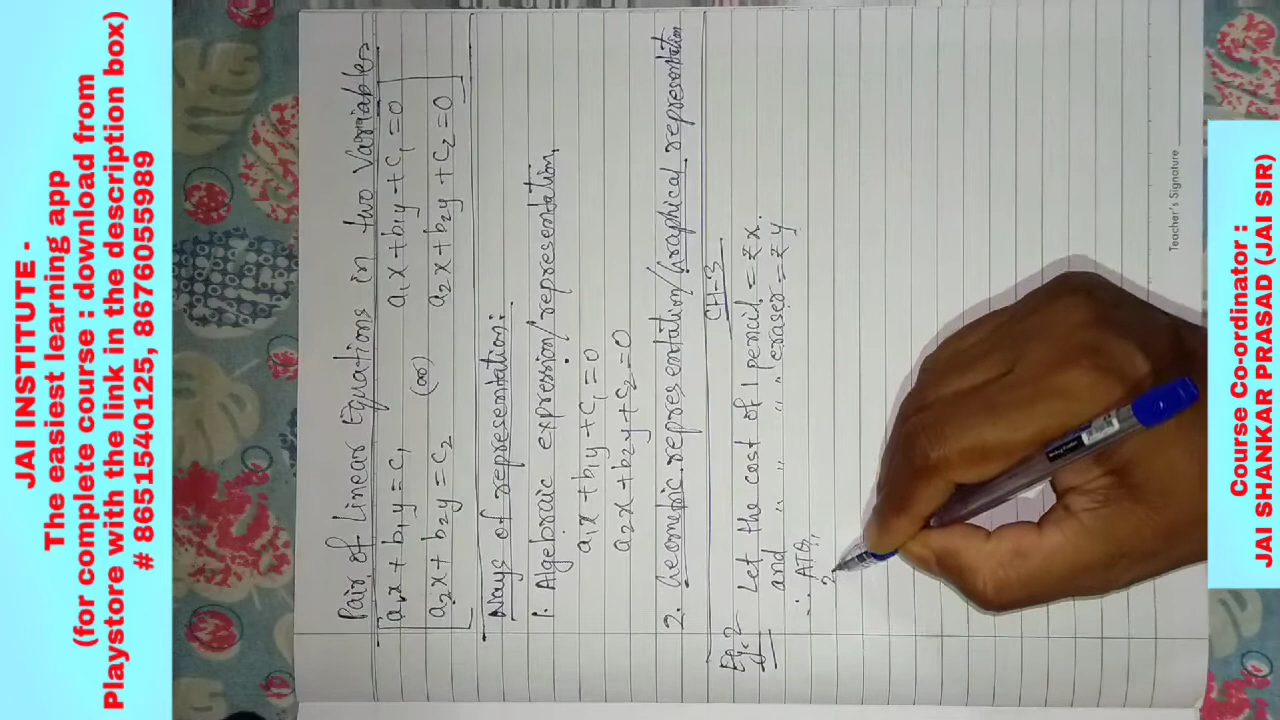 JAI INSTITUTE -
The easiest learning app
(for complete course : download from
Playstore with the link in the description box)
# 8651540125, 8676055989
Pair of Linear Equations in two Variables
a₁x + b₁y = c₁ a₁x + b₁y + c₁ = 0
(or)
a₂x + b₂y = c₂ a₂x + b₂y + c₂ = 0
Ways of representation:
1. Algebraic expression/representation,
a₁x + b₁y + c₁ = 0
a₂x + b₂y + c₂ = 0
2. Geometric representation/Graphical representation
CH-3
Eg. 2 Let the cost of 1 pencil = ₹ x.
and " " " " eraser = ₹ y
∴ ATQ,
2
Teacher's Signature
Course Co-ordinator :
JAI SHANKAR PRASAD (JAI SIR)